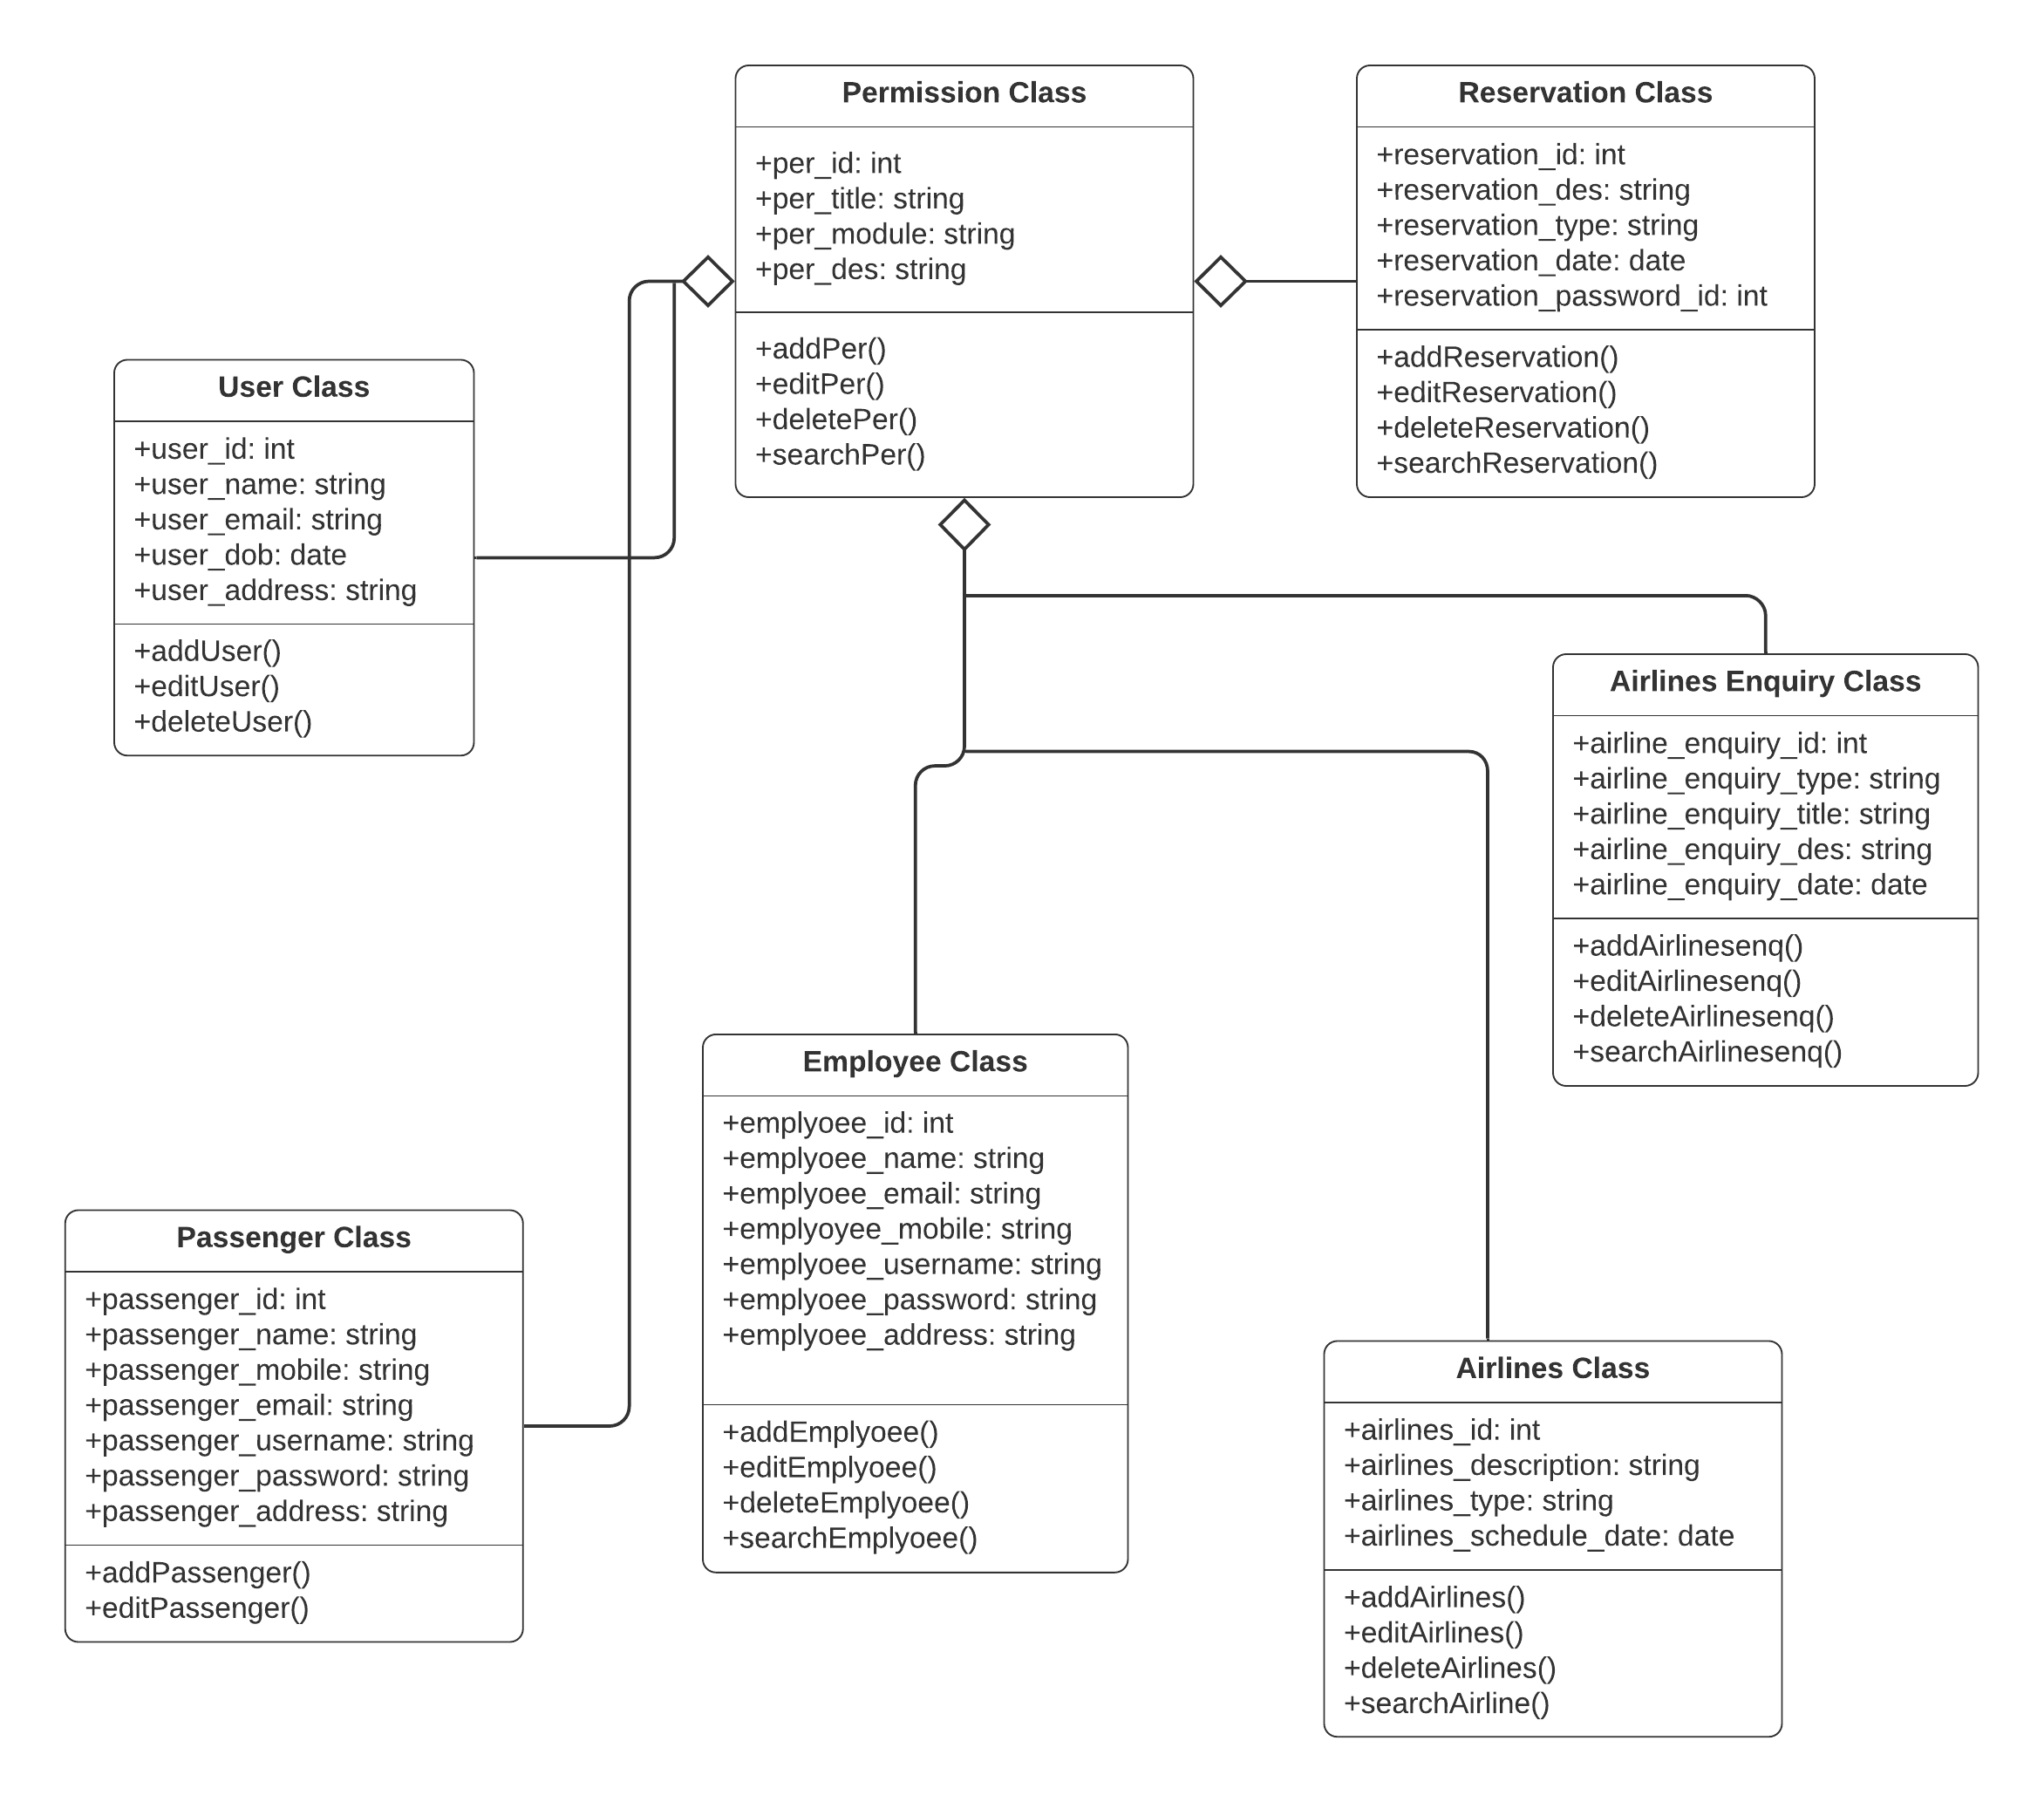 Permission Class
+per_id: int
+per_title: string
+per_module: string
+per_des: string
+addPer()
+editPer()
+deletePer()
+searchPer()
Reservation Class
+reservation_id: int
+reservation_des: string
+reservation_type: string
+reservation_date: date
+reservation_password_id: int
+addReservation()
+editReservation()
+deleteReservation()
+searchReservation()
User Class
+user_id: int
+user_name: string
+user_email: string
+user_dob: date
+user_address: string
+addUser()
+editUser()
+deleteUser()
Airlines Enquiry Class
+airline_enquiry_id: int
+airline_enquiry_type: string
+airline_enquiry_title: string
+airline_enquiry_des: string
+airline_enquiry_date: date
+addAirlinesenq()
+editAirlinesenq()
+deleteAirlinesenq()
+searchAirlinesenq()
Employee Class
+emplyoee_id: int
+emplyoee_name: string
+emplyoee_email: string
+emplyoyee_mobile: string
+emplyoee_username: string
+emplyoee_password: string
+emplyoee_address: string
+addEmplyoee()
+editEmplyoee()
+deleteEmplyoee()
+searchEmplyoee()
Passenger Class
+passenger_id: int
+passenger_name: string
+passenger_mobile: string
+passenger_email: string
+passenger_username: string
+passenger_password: string
+passenger_address: string
+addPassenger()
+editPassenger()
Airlines Class
+airlines_id: int
+airlines_description: string
+airlines_type: string
+airlines_schedule_date: date
+addAirlines()
+editAirlines()
+deleteAirlines()
+searchAirline()